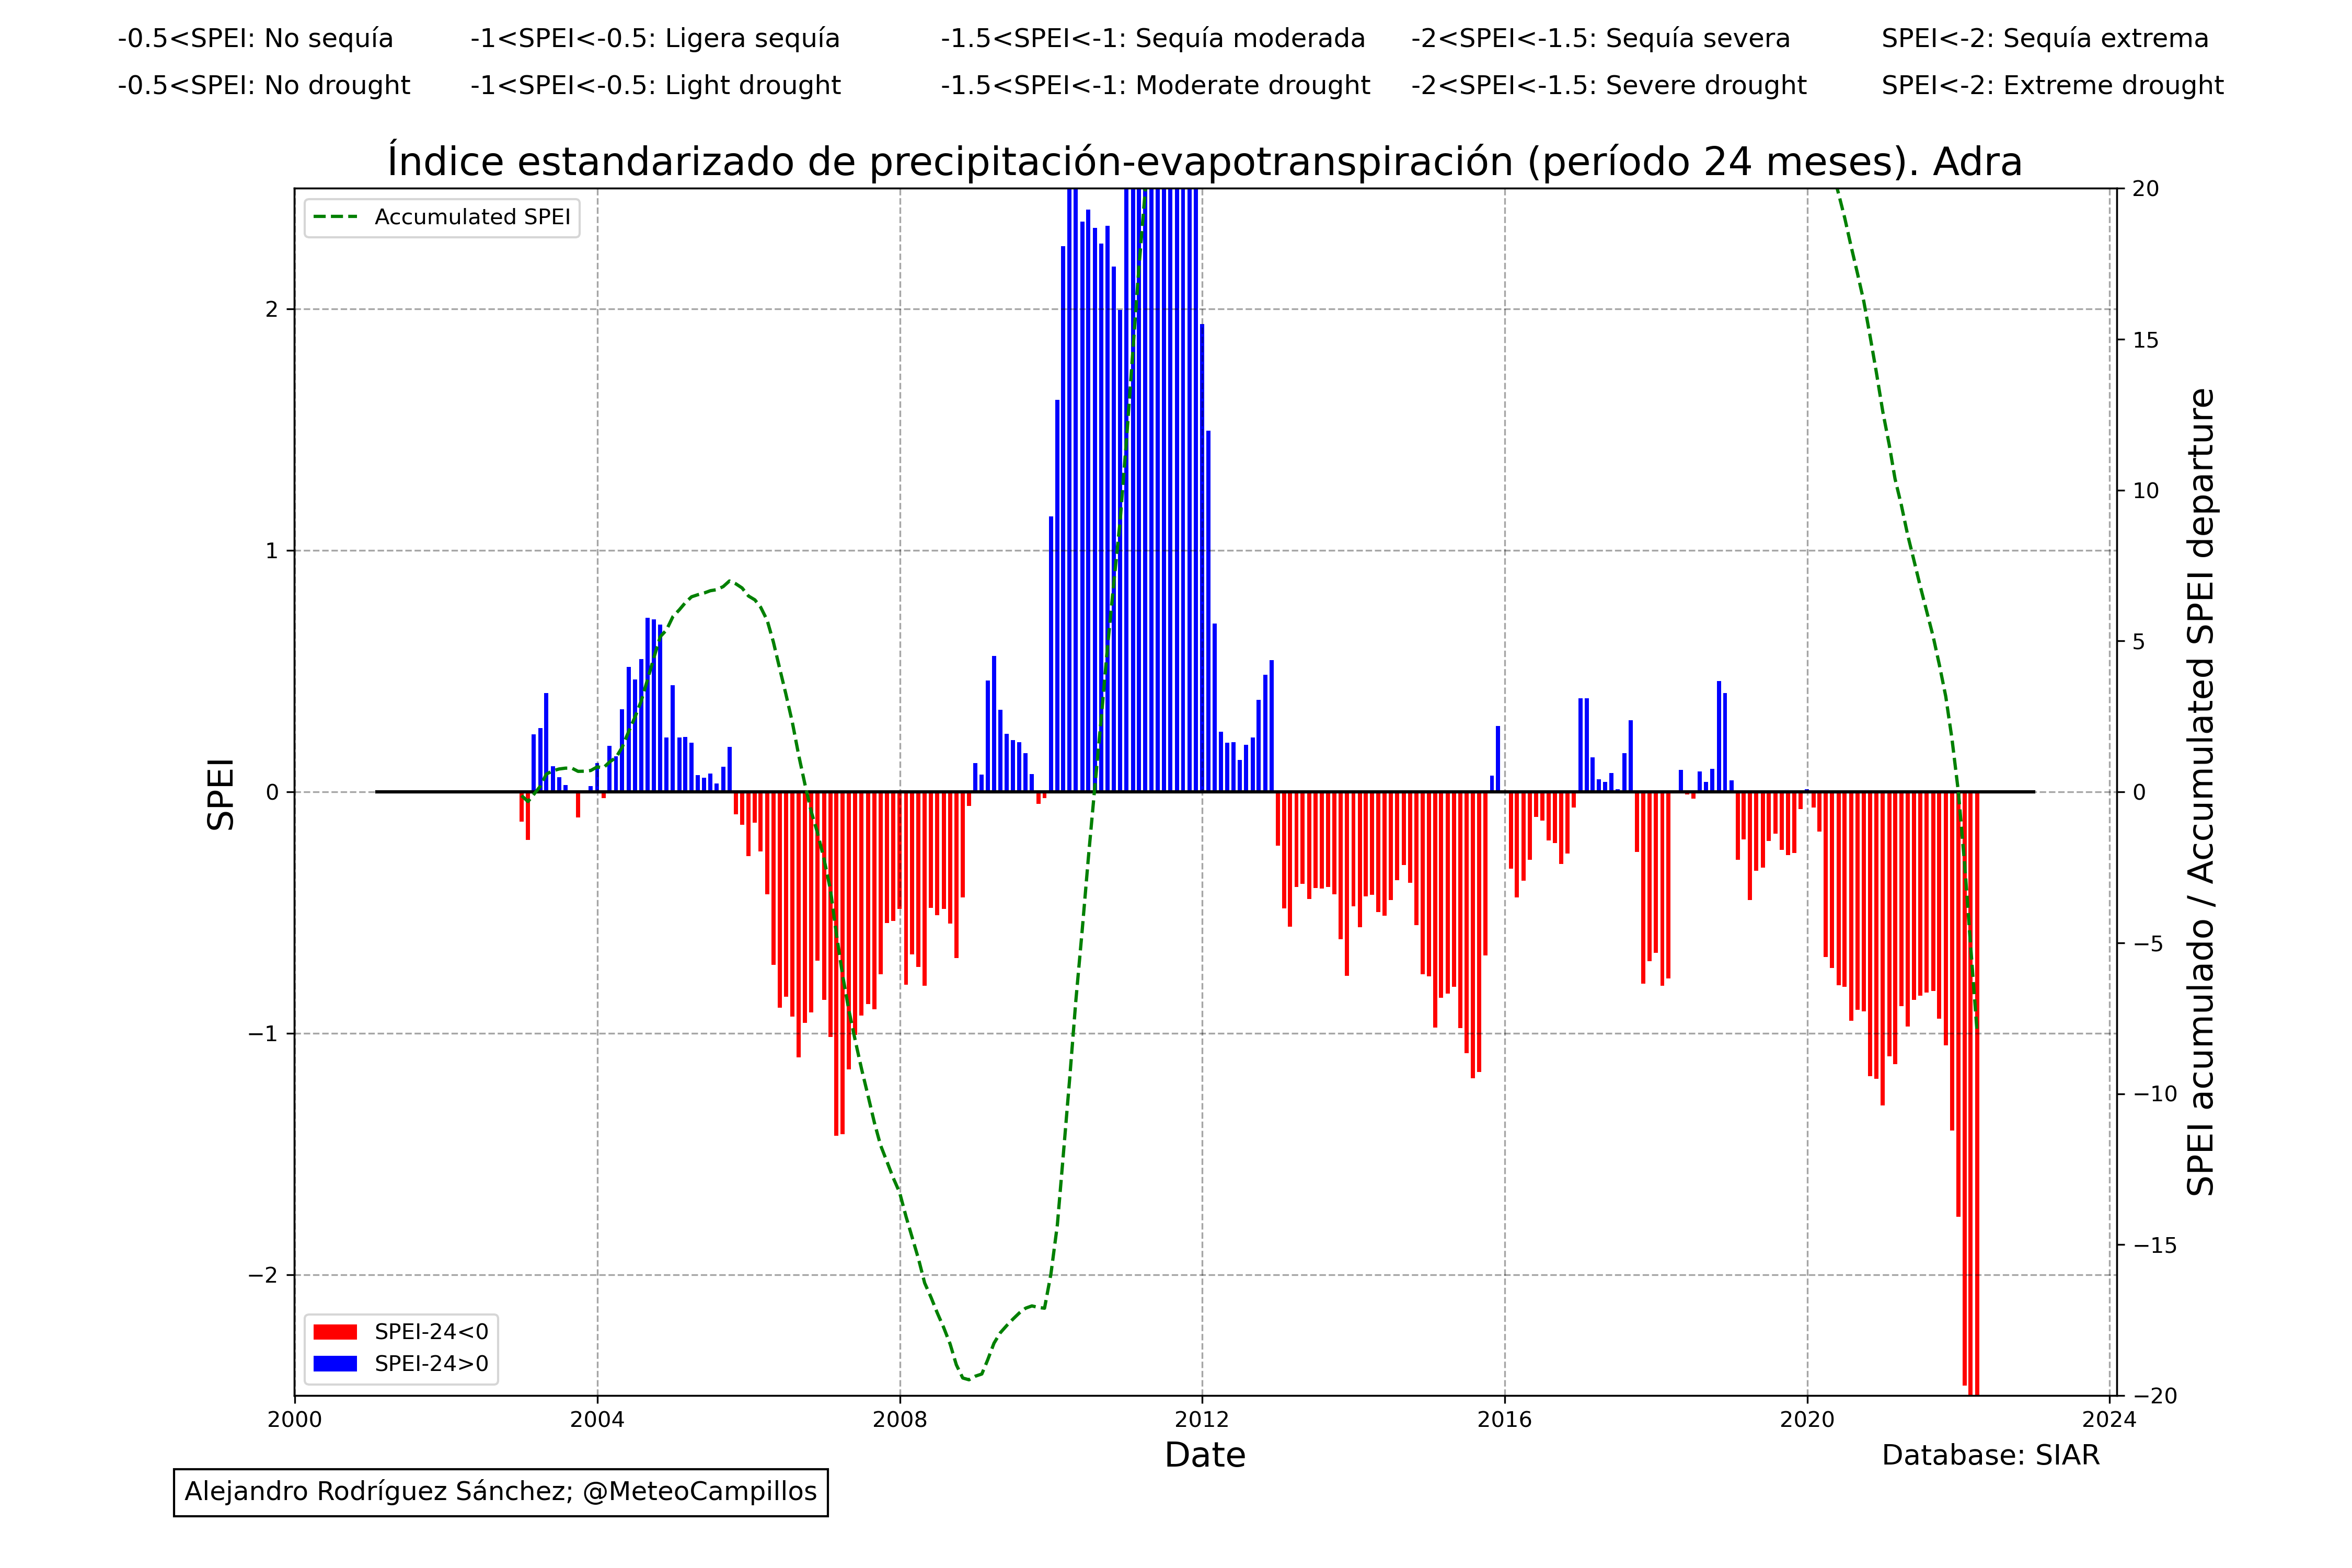 -0.5<SPEI: No sequía -1<SPEI<-0.5: Ligera sequía -1.5<SPEI<-1: Sequía moderada -2<SPEI<-1.5: Sequía severa SPEI<-2: Sequía extrema
-0.5<SPEI: No drought -1<SPEI<-0.5: Light drought -1.5<SPEI<-1: Moderate drought -2<SPEI<-1.5: Severe drought SPEI<-2: Extreme drought
Índice estandarizado de precipitación-evapotranspiración (período 24 meses). Adra
Accumulated SPEI
SPEI
2
1
0
−1
−2
20
15
10
5
0
−5
−10
−15
−20
SPEI acumulado / Accumulated SPEI departure
SPEI-24<0
SPEI-24>0
2000 2004 2008 2012 2016 2020 2024
Date
Database: SIAR
Alejandro Rodríguez Sánchez; @MeteoCampillos